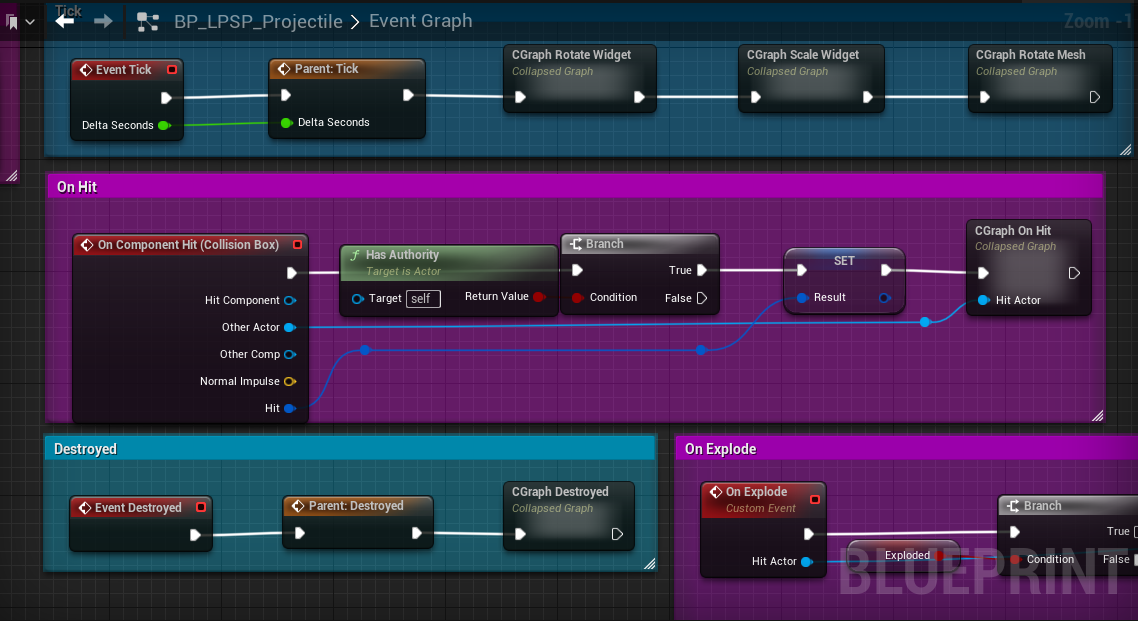 Tick
BP_LPSP_Projectile > Event Graph
Zoom -1
Event Tick
Delta Seconds
Parent: Tick
Delta Seconds
CGraph Rotate Widget
Collapsed Graph
CGraph Scale Widget
Collapsed Graph
CGraph Rotate Mesh
Collapsed Graph
On Hit
On Component Hit (Collision Box)
Hit Component
Other Actor
Other Comp
Normal Impulse
Hit
f Has Authority
Target is Actor
Target self
Return Value
Branch
True
Condition
False
SET
Result
CGraph On Hit
Collapsed Graph
Hit Actor
Destroyed
Event Destroyed
Parent: Destroyed
CGraph Destroyed
Collapsed Graph
On Explode
On Explode
Custom Event
Hit Actor
Exploded
Branch
True
Condition
False
BLUEPRINT